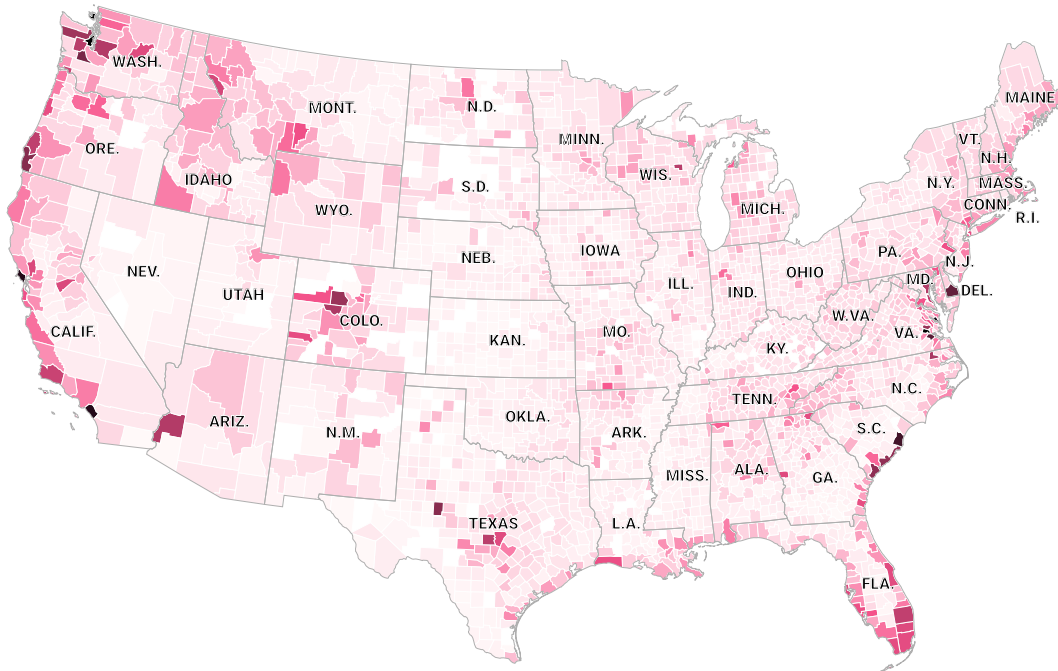 WASH.
MONT.
N.D.
MINN.
MAINE
VT.
N.H.
ORE.
IDAHO
S.D.
WIS.
MICH.
N.Y.
MASS.
CONN.
R.I.
WYO.
NEB.
IOWA
PA.
N.J.
NEV.
UTAH
COLO.
ILL.
IND.
OHIO
MD.
DEL.
CALIF.
KAN.
MO.
KY.
W.VA.
VA.
ARIZ.
N.M.
OKLA.
ARK.
TENN.
N.C.
S.C.
TEXAS
L.A.
MISS.
ALA.
GA.
FLA.